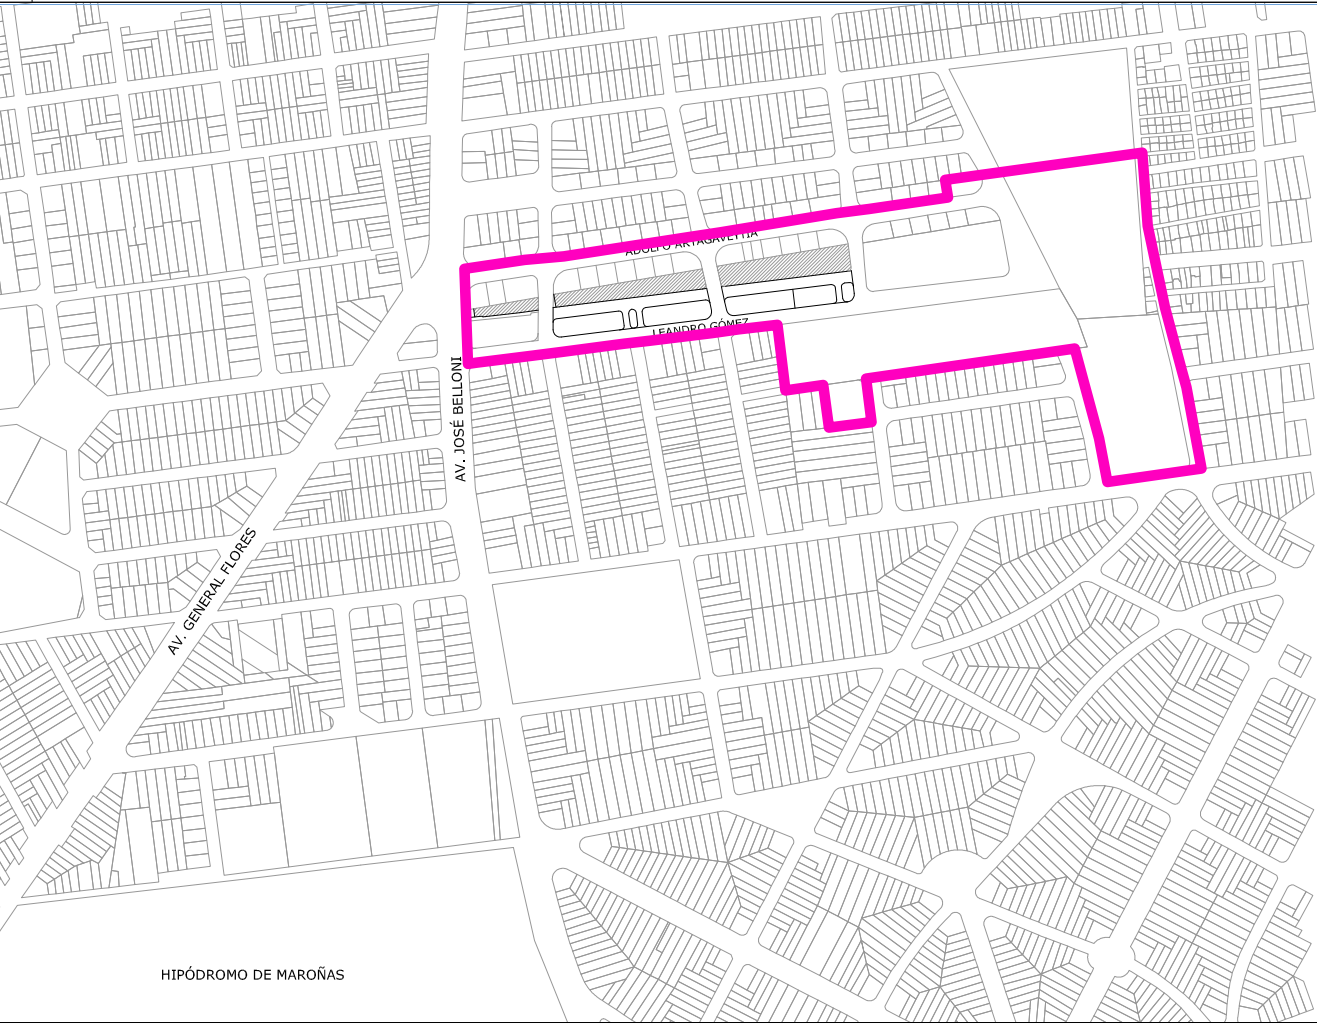 ADOLFO ARTAGAVEYTIA
LEANDRO GÓMEZ
AV. JOSÉ BELLONI
AV. GENERAL FLORES
HIPÓDROMO DE MAROÑAS